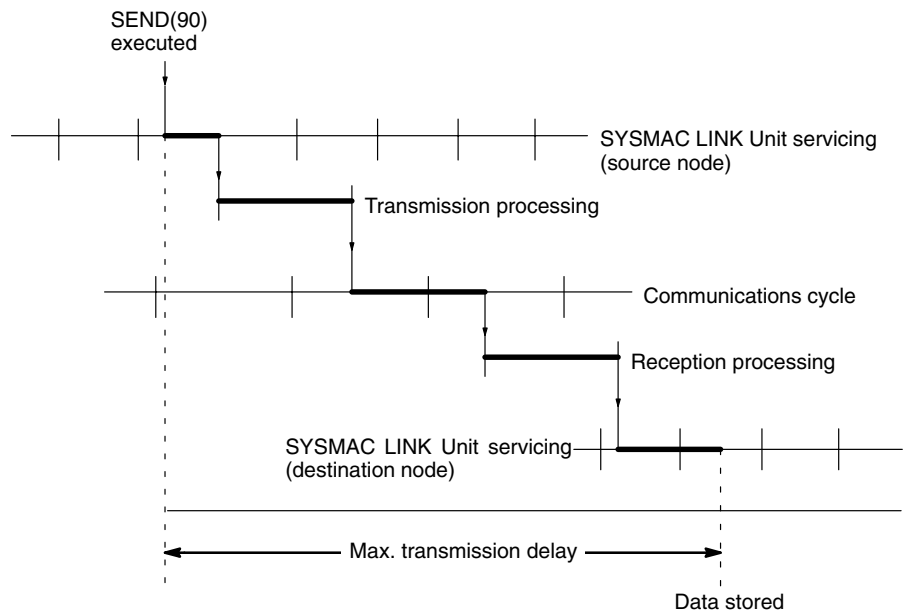 SEND(90)
executed
SYSMAC LINK Unit servicing
(source node)
Transmission processing
Communications cycle
Reception processing
SYSMAC LINK Unit servicing
(destination node)
Max. transmission delay
Data stored